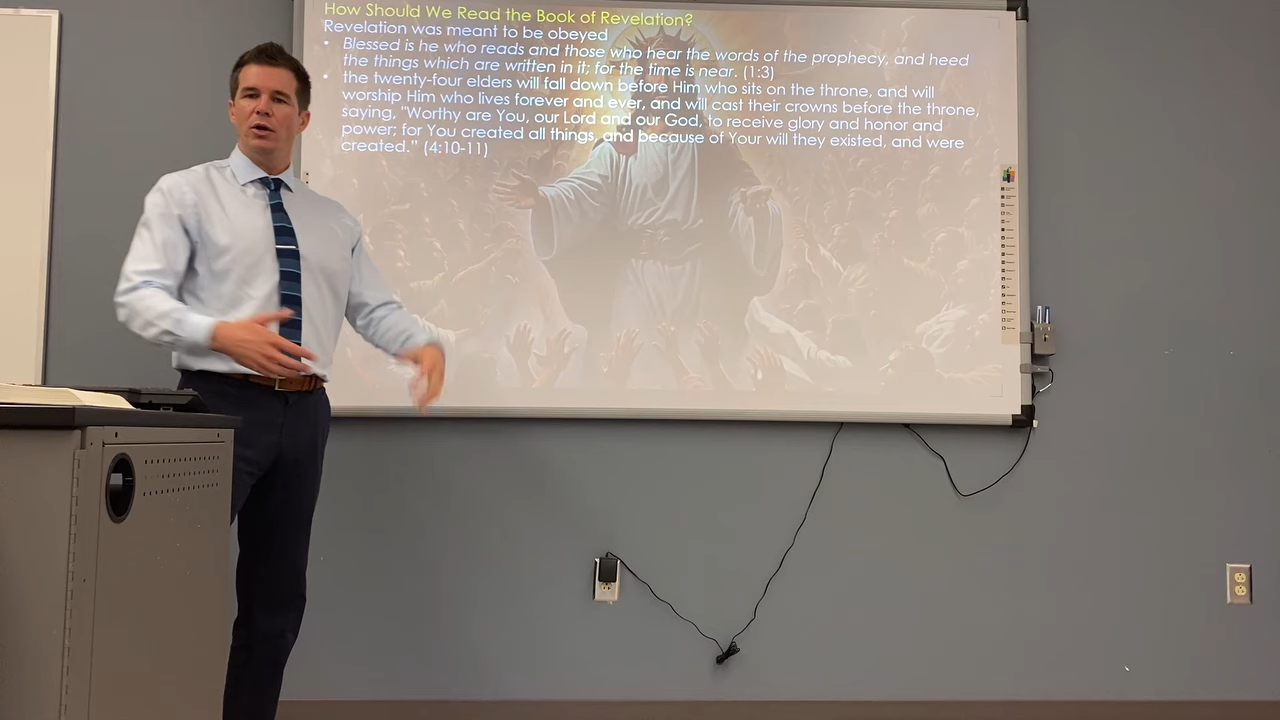 How Should We Read the Book of Revelation?
Revelation was meant to be obeyed
• Blessed is he who reads and those who hear the words of the prophecy, and heed
the things which are written in it; for the time is near. (1:3)
• the twenty-four elders will fall down before Him who sits on the throne, and will
worship Him who lives forever and ever, and will cast their crowns before the throne,
saying, "Worthy are You, our Lord and our God, to receive glory and honor and
power; for You created all things, and because of Your will they existed, and were
created." (4:10-11)